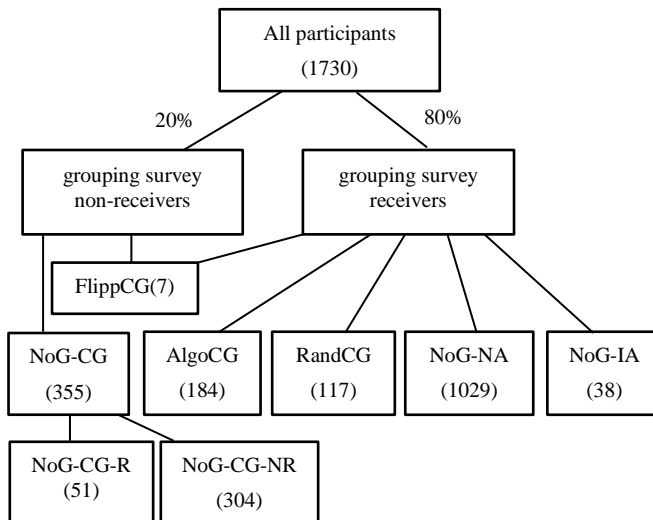 All participants
(1730)
20%
80%
grouping survey
non-receivers
grouping survey
receivers
FlippCG(7)
NoG-CG
(355)
AlgoCG
(184)
RandCG
(117)
NoG-NA
(1029)
NoG-IA
(38)
NoG-CG-R
(51)
NoG-CG-NR
(304)